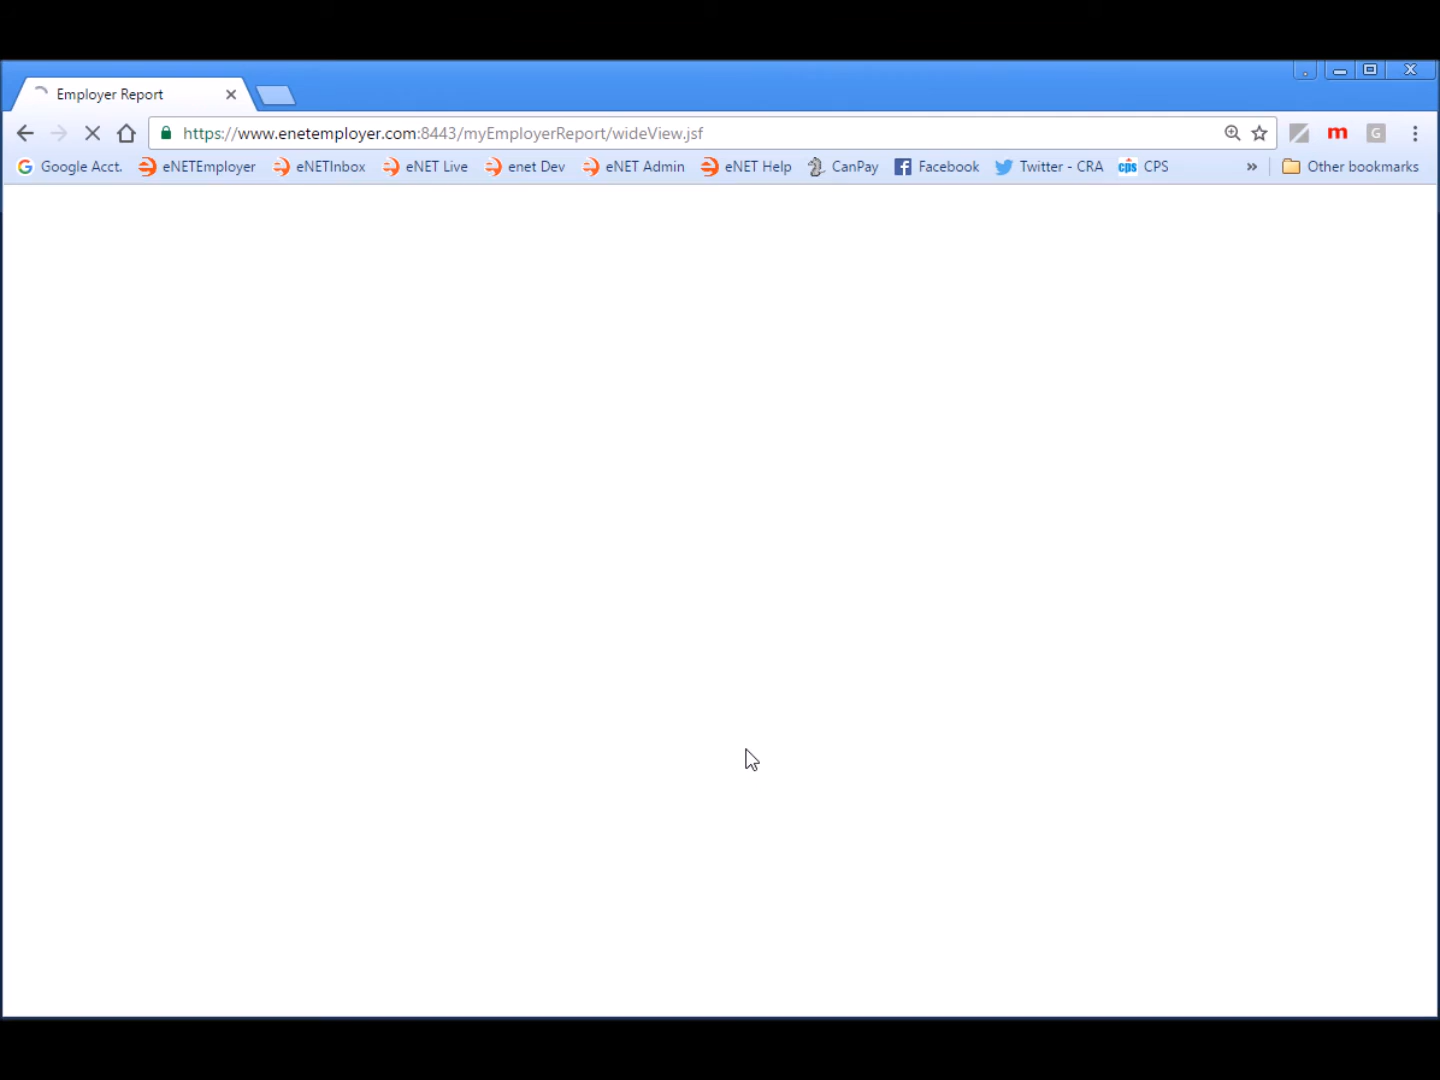 Employer Report
https://www.enetemployer.com:8443/myEmployerReport/wideView.jsf
m G
Google Acct. eNETEmployer eNETInbox eNET Live enet Dev eNET Admin eNET Help CanPay Facebook Twitter - CRA cps CPS » Other bookmarks